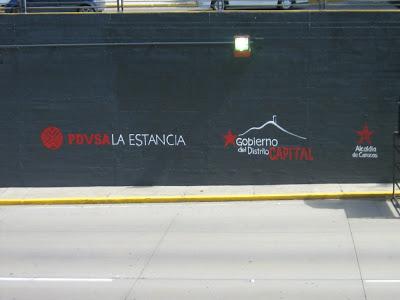 PDVSA LA ESTANCIA
Gobierno
del Distrito CAPITAL
Alcaldía
de Caracas